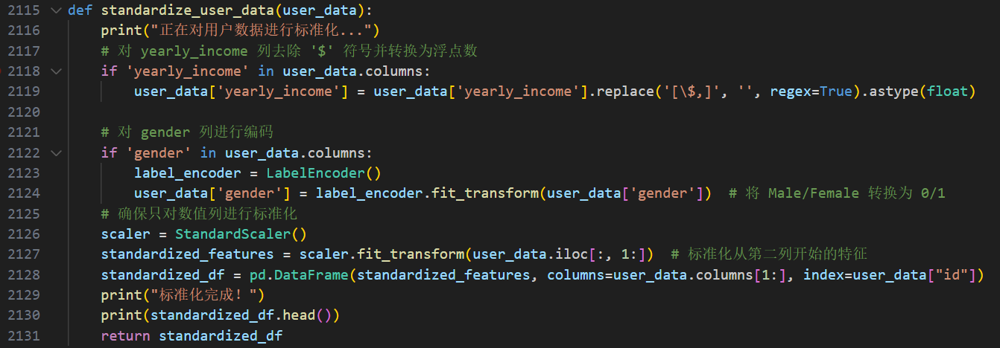 2115 def standardize_user_data(user_data):
2116     print("正在对用户数据进行标准化...")
2117     # 对 yearly_income 列去除 '$' 符号并转换为浮点数
2118     if 'yearly_income' in user_data.columns:
2119         user_data['yearly_income'] = user_data['yearly_income'].replace('[\$,]', '', regex=True).astype(float)
2120
2121     # 对 gender 列进行编码
2122     if 'gender' in user_data.columns:
2123         label_encoder = LabelEncoder()
2124         user_data['gender'] = label_encoder.fit_transform(user_data['gender'])  # 将 Male/Female 转换为 0/1
2125     # 确保只对数值列进行标准化
2126     scaler = StandardScaler()
2127     standardized_features = scaler.fit_transform(user_data.iloc[:, 1:])  # 标准化从第二列开始的特征
2128     standardized_df = pd.DataFrame(standardized_features, columns=user_data.columns[1:], index=user_data["id"])
2129     print("标准化完成！")
2130     print(standardized_df.head())
2131     return standardized_df